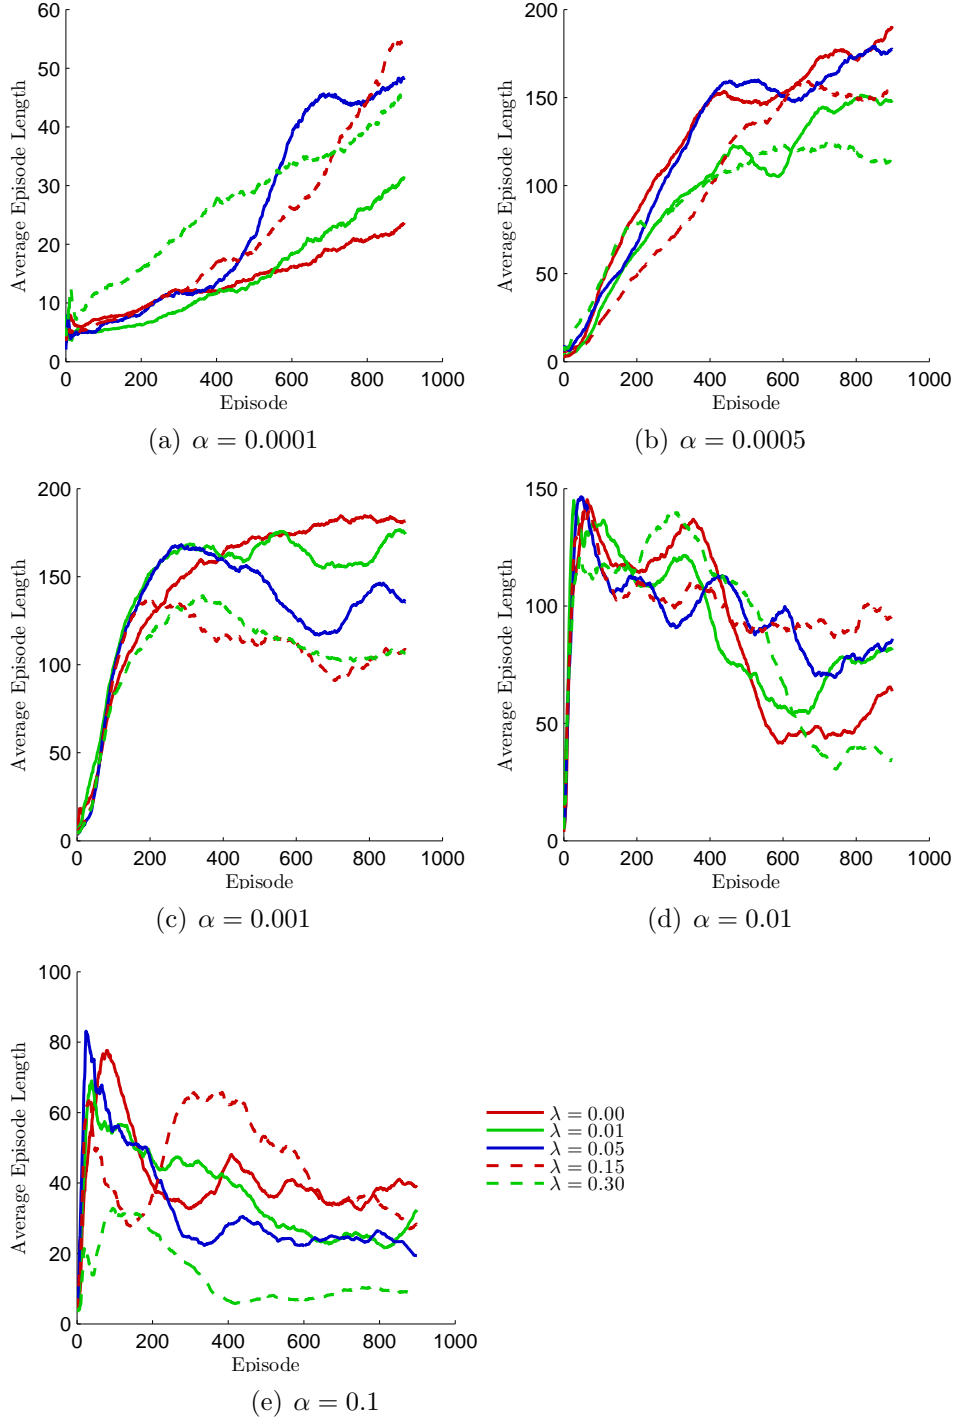 60
50
40
30
20
10
0
0 200 400 600 800 1000
Average Episode Length
Episode
(a) α = 0.0001
200
150
100
50
0
0 200 400 600 800 1000
Average Episode Length
Episode
(b) α = 0.0005
200
150
100
50
0
0 200 400 600 800 1000
Average Episode Length
Episode
(c) α = 0.001
150
100
50
0
0 200 400 600 800 1000
Average Episode Length
Episode
(d) α = 0.01
100
80
60
40
20
0
0 200 400 600 800 1000
Average Episode Length
Episode
(e) α = 0.1
λ = 0.00
λ = 0.01
λ = 0.05
λ = 0.15
λ = 0.30